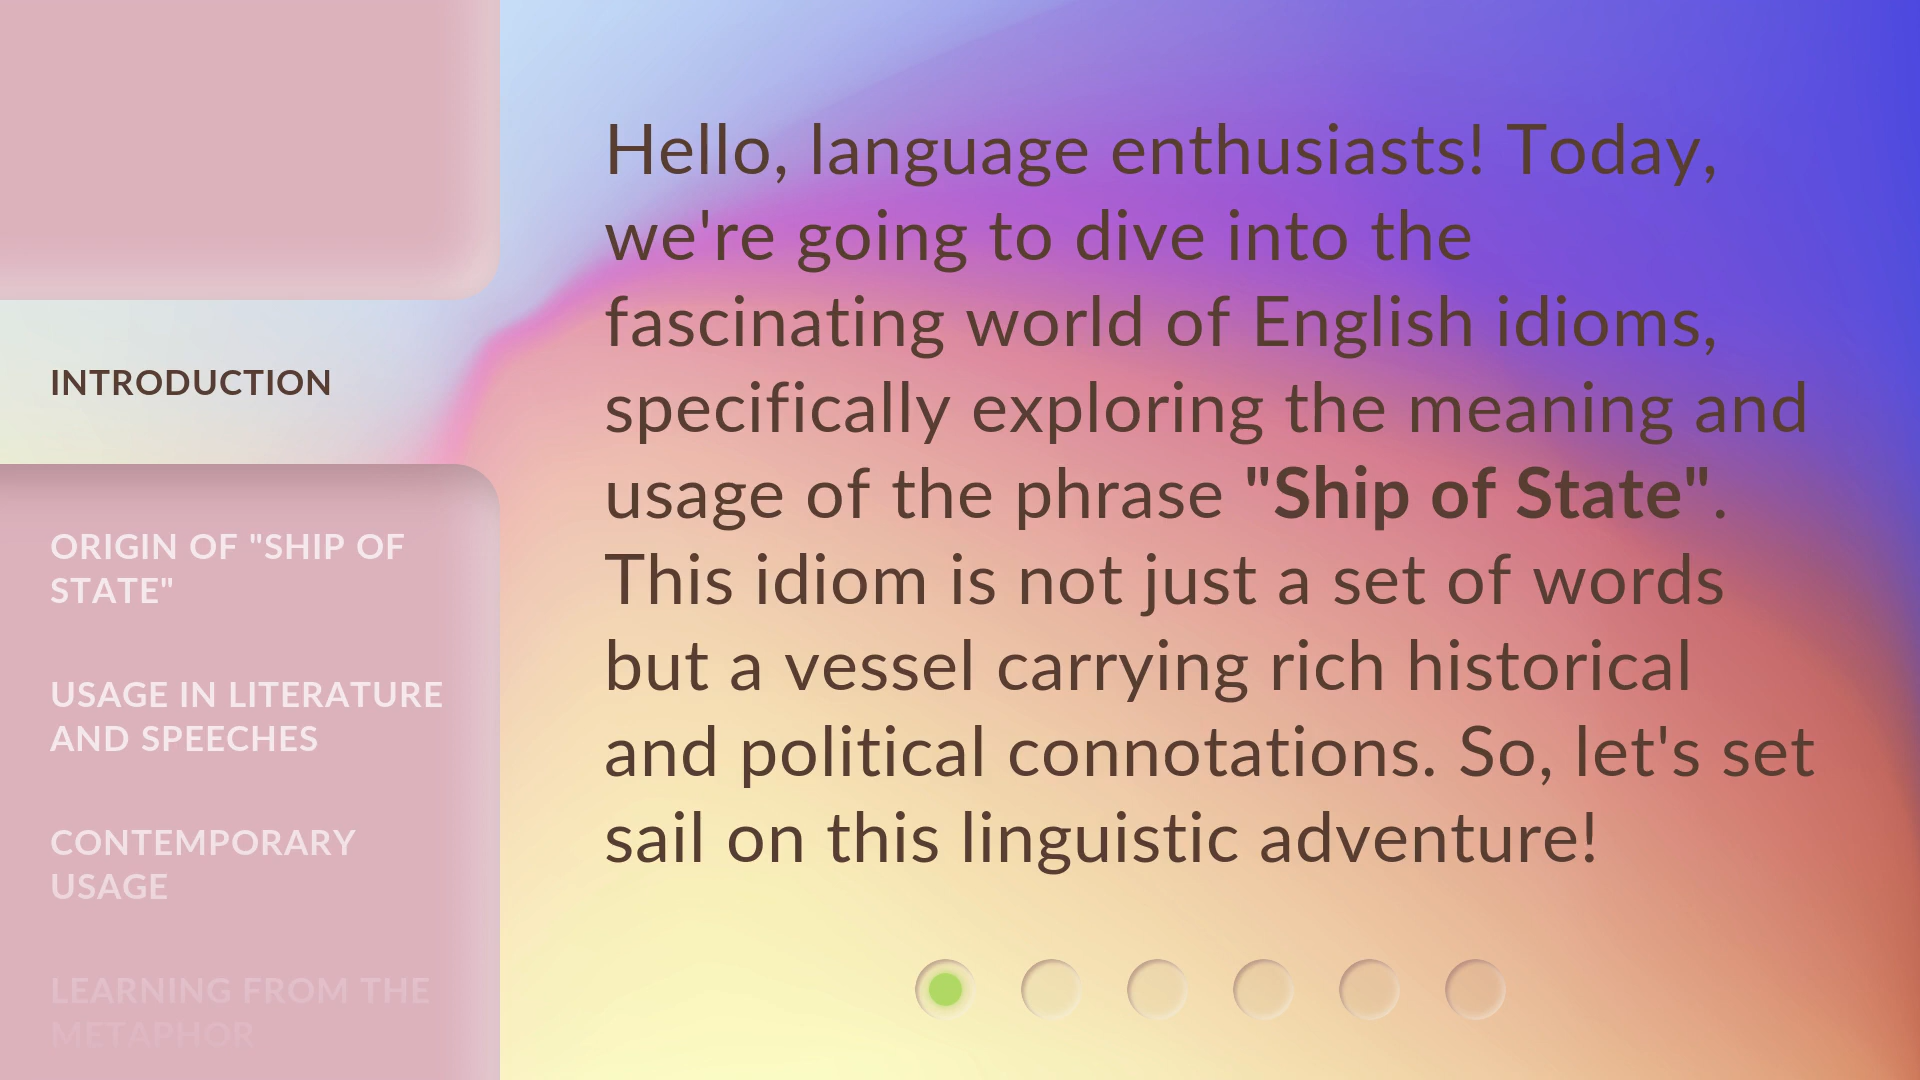 INTRODUCTION
ORIGIN OF "SHIP OF
STATE"
USAGE IN LITERATURE
AND SPEECHES
CONTEMPORARY
USAGE
LEARNING FROM THE
METAPHOR
Hello, language enthusiasts! Today,
we're going to dive into the
fascinating world of English idioms,
specifically exploring the meaning and
usage of the phrase "Ship of State".
This idiom is not just a set of words
but a vessel carrying rich historical
and political connotations. So, let's set
sail on this linguistic adventure!